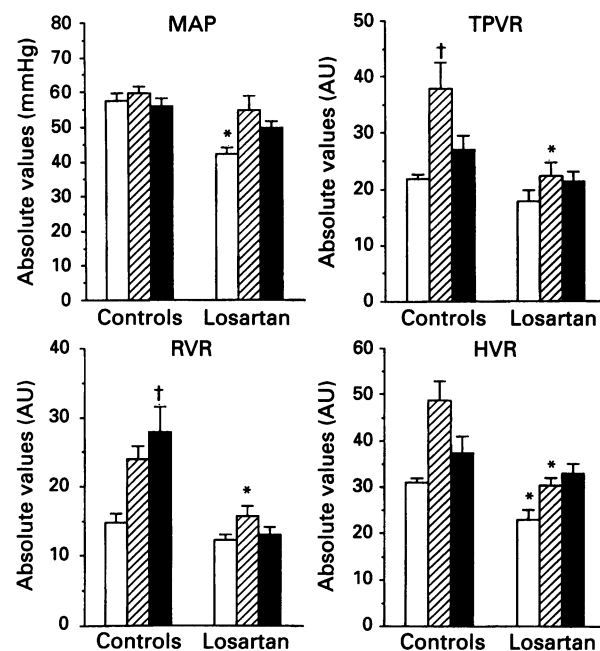 MAP
Absolute values (mmHg)
80
70
60
50
40
30
20
10
0
*
Controls Losartan
TPVR
Absolute values (AU)
50
40
30
20
10
0
†
*
Controls Losartan
RVR
Absolute values (AU)
40
30
20
10
0
†
*
Controls Losartan
HVR
Absolute values (AU)
60
50
40
30
20
10
0
* *
Controls Losartan